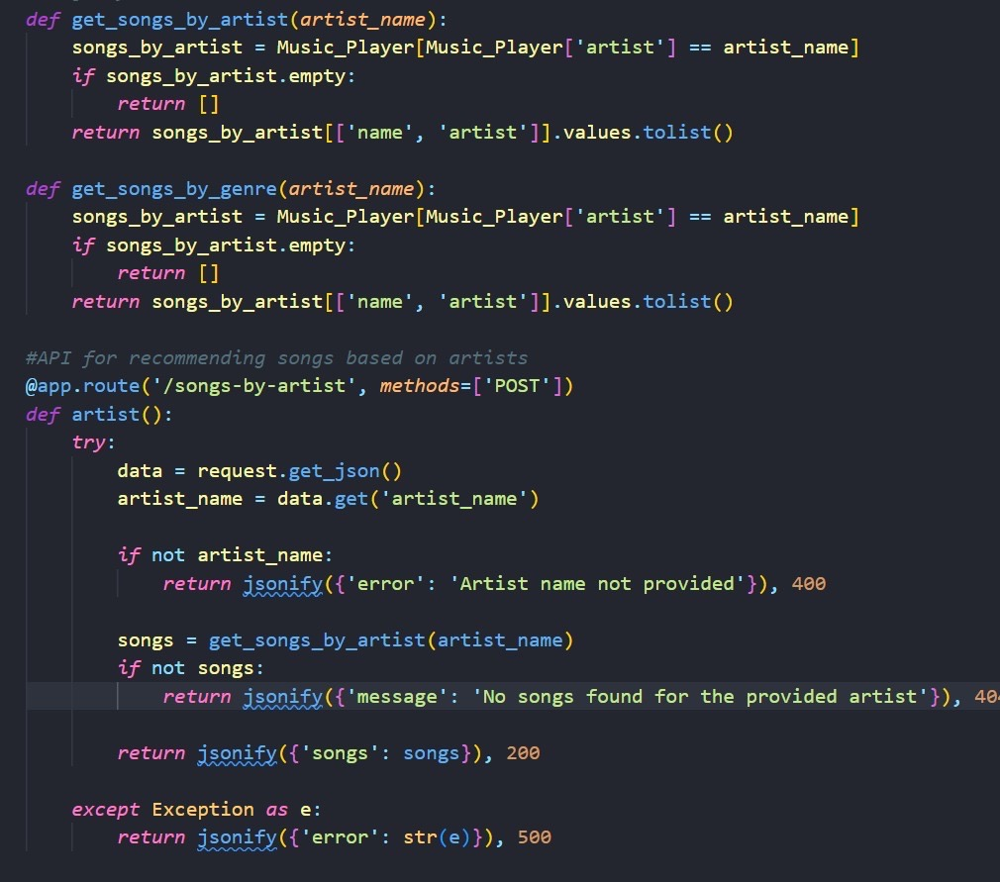 def get_songs_by_artist(artist_name):
    songs_by_artist = Music_Player[Music_Player['artist'] == artist_name]
    if songs_by_artist.empty:
        return []
    return songs_by_artist[['name', 'artist']].values.tolist()
def get_songs_by_genre(artist_name):
    songs_by_artist = Music_Player[Music_Player['artist'] == artist_name]
    if songs_by_artist.empty:
        return []
    return songs_by_artist[['name', 'artist']].values.tolist()
#API for recommending songs based on artists
@app.route('/songs-by-artist', methods=['POST'])
def artist():
    try:
        data = request.get_json()
        artist_name = data.get('artist_name')
        if not artist_name:
            return jsonify({'error': 'Artist name not provided'}), 400
        songs = get_songs_by_artist(artist_name)
        if not songs:
            return jsonify({'message': 'No songs found for the provided artist'}),
        return jsonify({'songs': songs}), 200
    except Exception as e:
        return jsonify({'error': str(e)}), 500